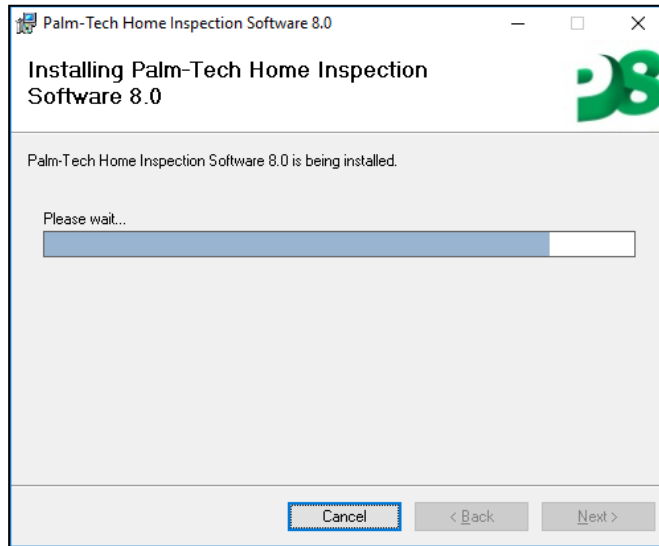 Palm-Tech Home Inspection Software 8.0
Installing Palm-Tech Home Inspection
Software 8.0
P8
Palm-Tech Home Inspection Software 8.0 is being installed.
Please wait...
Cancel
< Back
Next >